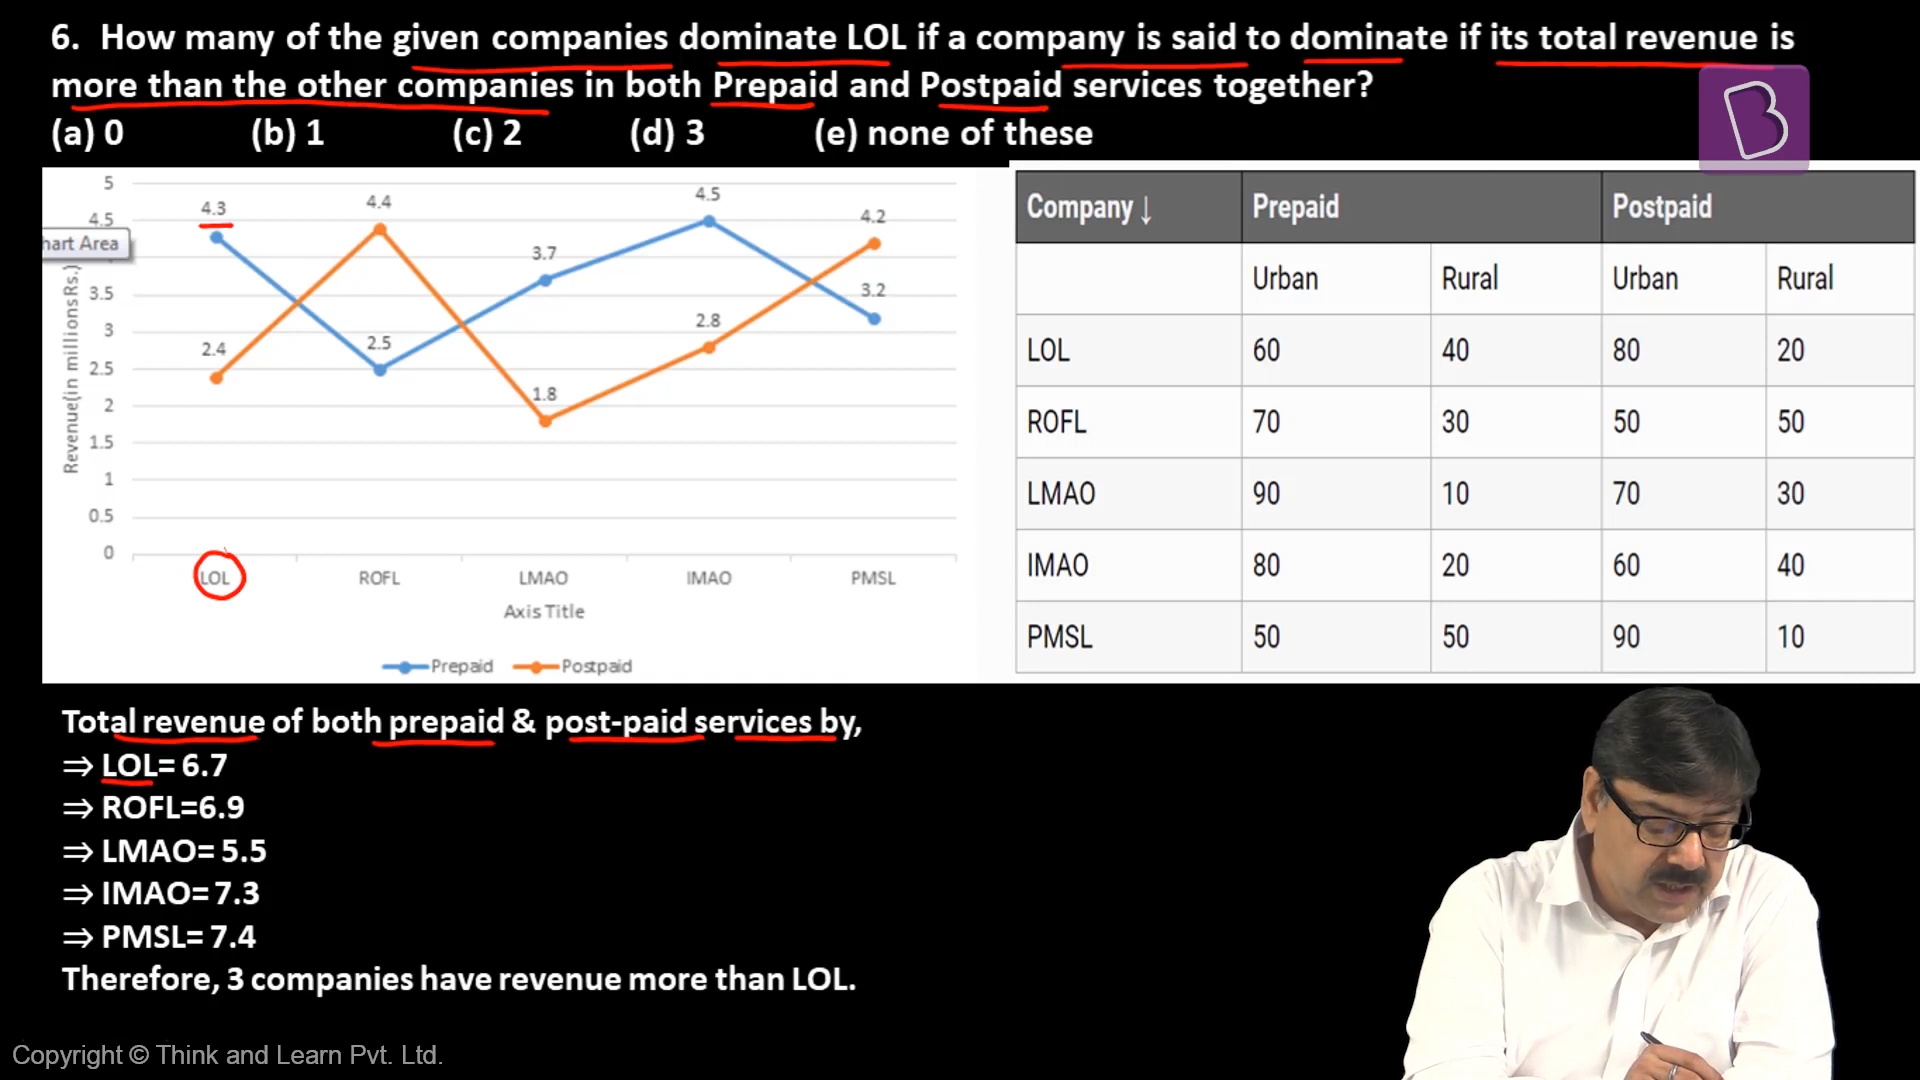 6. How many of the given companies dominate LOL if a company is said to dominate if its total revenue is
more than the other companies in both Prepaid and Postpaid services together?
(a) 0 (b) 1 (c) 2 (d) 3 (e) none of these
B
5
4.5
hart Area
3.5
3
2.5
2
1.5
1
0.5
0
Revenue(in millionsRs.)
4.3
4.4
4.5
4.2
3.7
3.2
2.4
2.5
2.8
1.8
LOL ROFL LMAO IMAO PMSL
Axis Title
Prepaid Postpaid
Company ↓ Prepaid Postpaid
Urban Rural Urban Rural
LOL 60 40 80 20
ROFL 70 30 50 50
LMAO 90 10 70 30
IMAO 80 20 60 40
PMSL 50 50 90 10
Total revenue of both prepaid & post-paid services by,
⇒ LOL= 6.7
⇒ ROFL=6.9
⇒ LMAO= 5.5
⇒ IMAO= 7.3
⇒ PMSL= 7.4
Therefore, 3 companies have revenue more than LOL.
Copyright © Think and Learn Pvt. Ltd.